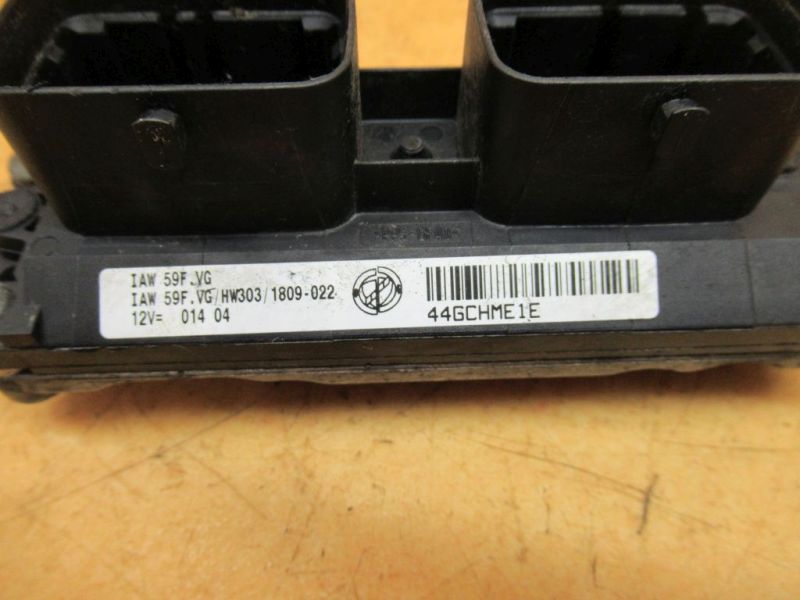 IAW 59F.VG
IAW 59F.VG/HW303/1809-022
12V= 014 04
44GCHME1E